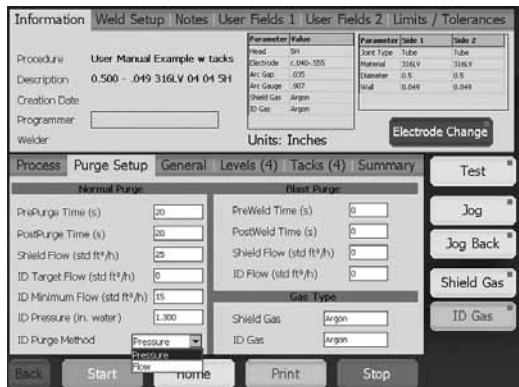 Information Weld Setup Notes User Fields 1 User Fields 2 Limits / Tolerances
Procedure User Manual Example w tacks
Description 0.500 - .049 316LV 04 04 SH
Creation Date
Programmer
Welder
Parameter Value
Head 5H
Electrode c.040-.555
Arc Gap .035
Arc Gauge .907
Shield Gas Argon
ID Gas Argon
Units: Inches
Parameter Side 1 Side 2
Joint Type Tube Tube
Material 316LV 316LV
Diameter 0.5 0.5
Wall 0.049 0.049
Electrode Change
Process Purge Setup General Levels (4) Tacks (4) Summary
Normal Purge
PrePurge Time (s) 20
PostPurge Time (s) 20
Shield Flow (std ft³/h) 25
ID Target Flow (std ft³/h) 0
ID Minimum Flow (std ft³/h) 15
ID Pressure (in. water) 1.300
ID Purge Method Pressure
Pressure
Flow
Blast Purge
PreWeld Time (s) 0
PostWeld Time (s) 0
Shield Flow (std ft³/h) 0
ID Flow (std ft³/h) 0
Gas Type
Shield Gas Argon
ID Gas Argon
Test
Jog
Jog Back
Shield Gas
ID Gas
Back Start Home Print Stop